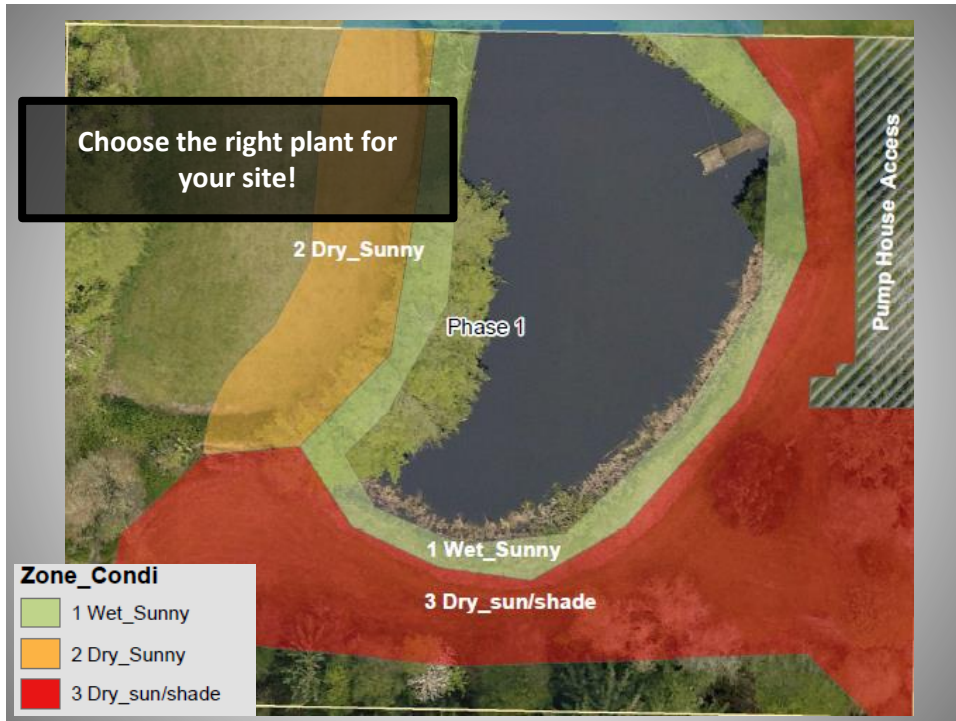 Choose the right plant for
your site!
2 Dry_Sunny
Phase 1
Pump House Access
1 Wet_Sunny
3 Dry_sun/shade
Zone_Condi
1 Wet_Sunny
2 Dry_Sunny
3 Dry_sun/shade